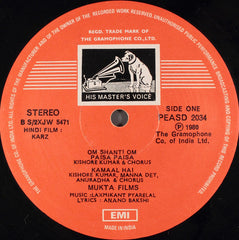 REGD. TRADE MARK OF
THE GRAMOPHONE CO.,LTD.
HIS MASTER'S VOICE
STEREO
B S/2XJW 5471
HINDI FILM :
KARZ
SIDE ONE
PEASD 2034
Ⓟ 1980
The Gramophone
Co. of India Ltd.
OM SHANTI OM
PAISA PAISA
KISHORE KUMAR & CHORUS
KAMAAL HAI
KISHORE KUMAR, MANNA DEY,
ANURADHA & CHORUS
MUKTA FILMS
MUSIC : LAXMIKANT PYARELAL
LYRICS : ANAND BAKSHI
EMI
MADE IN INDIA